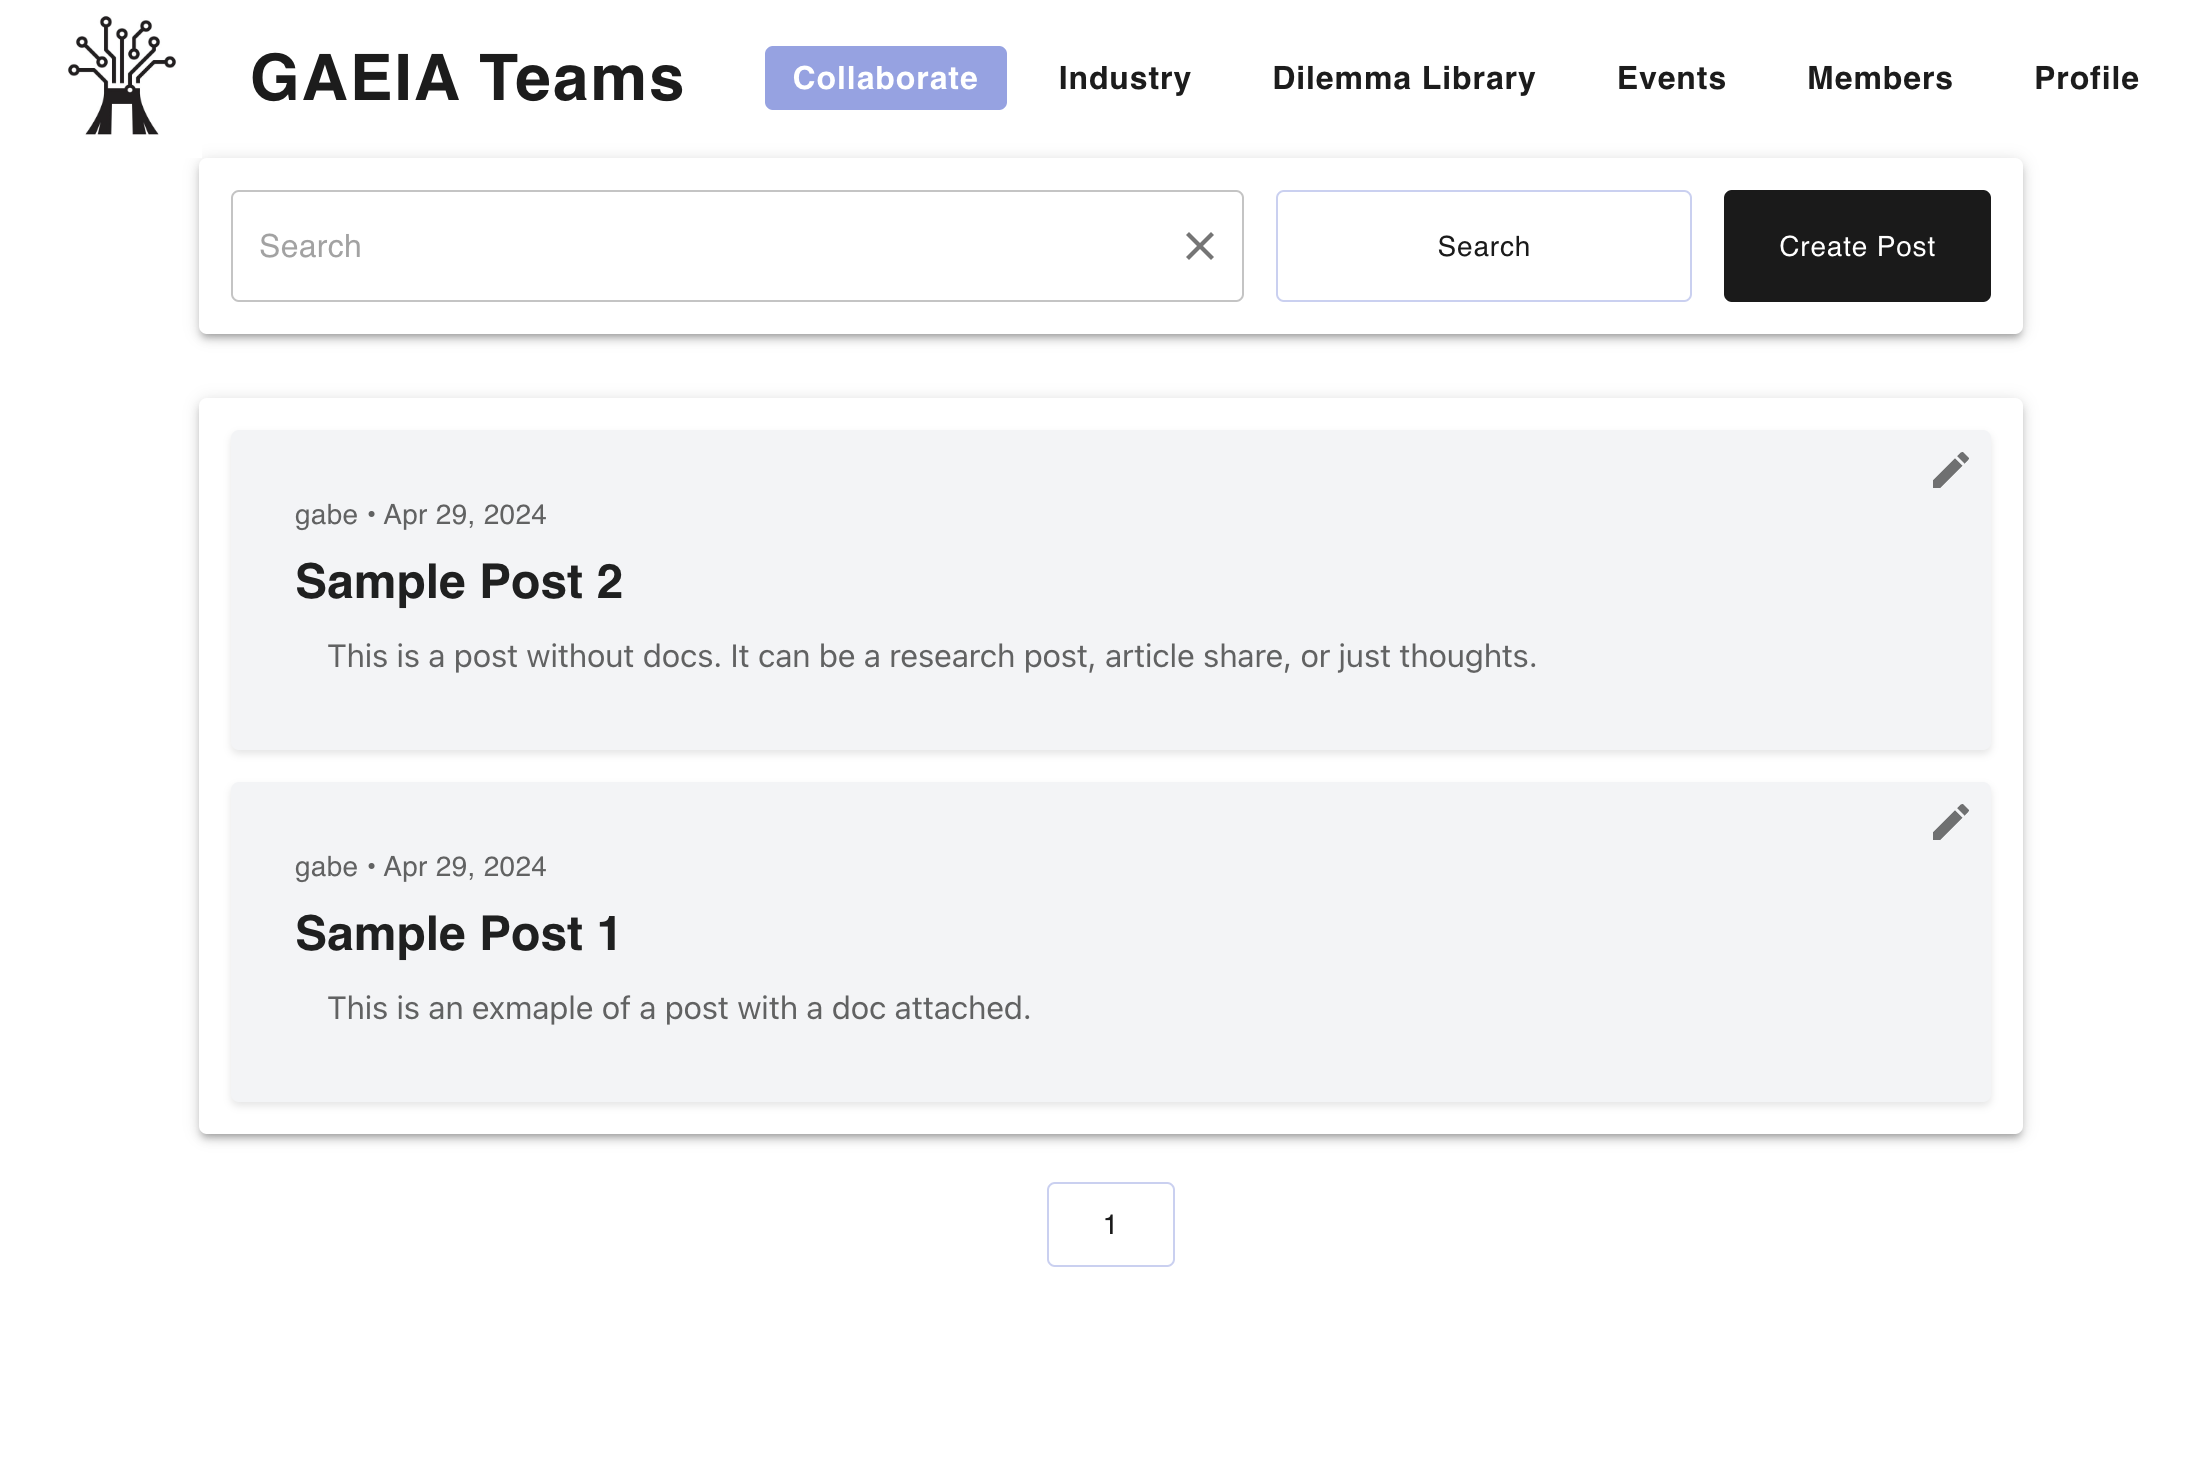 GAEIA Teams
Collaborate
Industry
Dilemma Library
Events
Members
Profile
Search
Search
Create Post
gabe • Apr 29, 2024
Sample Post 2
This is a post without docs. It can be a research post, article share, or just thoughts.
gabe • Apr 29, 2024
Sample Post 1
This is an exmaple of a post with a doc attached.
1